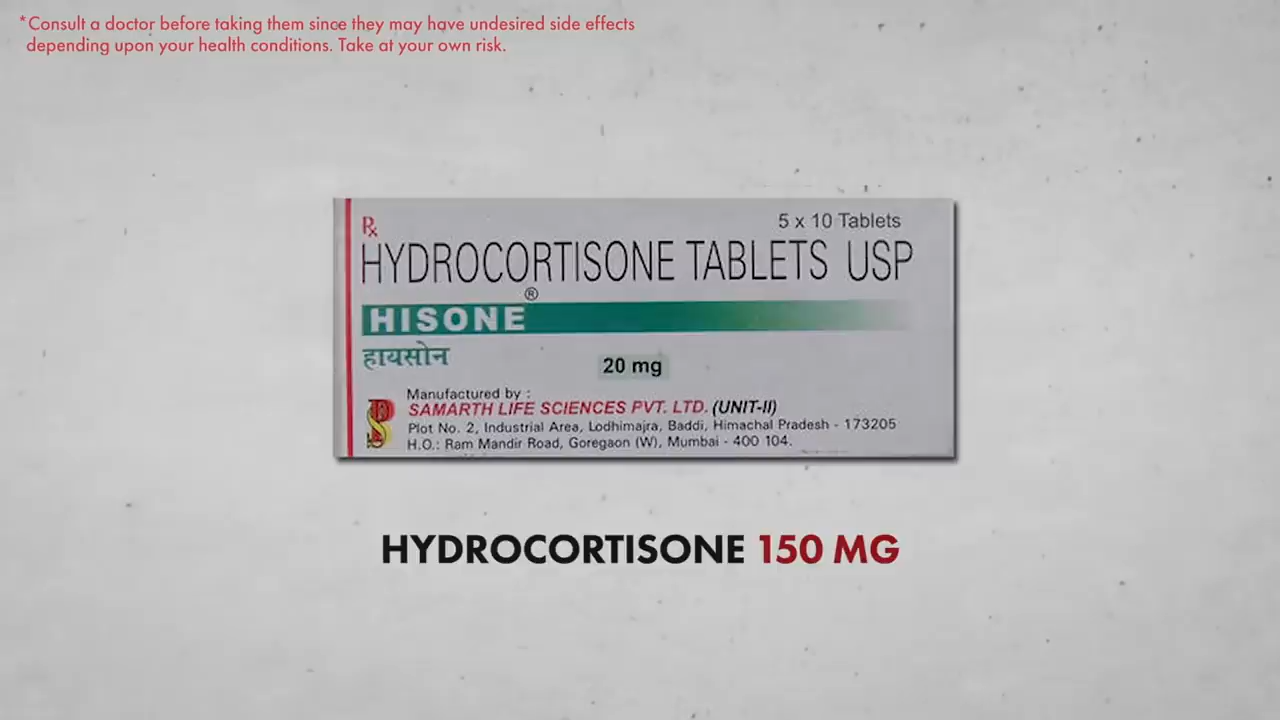 *Consult a doctor before taking them since they may have undesired side effects
depending upon your health conditions. Take at your own risk.
Rx
5 x 10 Tablets
HYDROCORTISONE TABLETS USP
HISONE®
हायसोन
20 mg
Manufactured by :
SAMARTH LIFE SCIENCES PVT. LTD. (UNIT-II)
Plot No. 2, Industrial Area, Lodhimajra, Baddi, Himachal Pradesh - 173205
H.O.: Ram Mandir Road, Goregaon (W), Mumbai - 400 104.
HYDROCORTISONE 150 MG